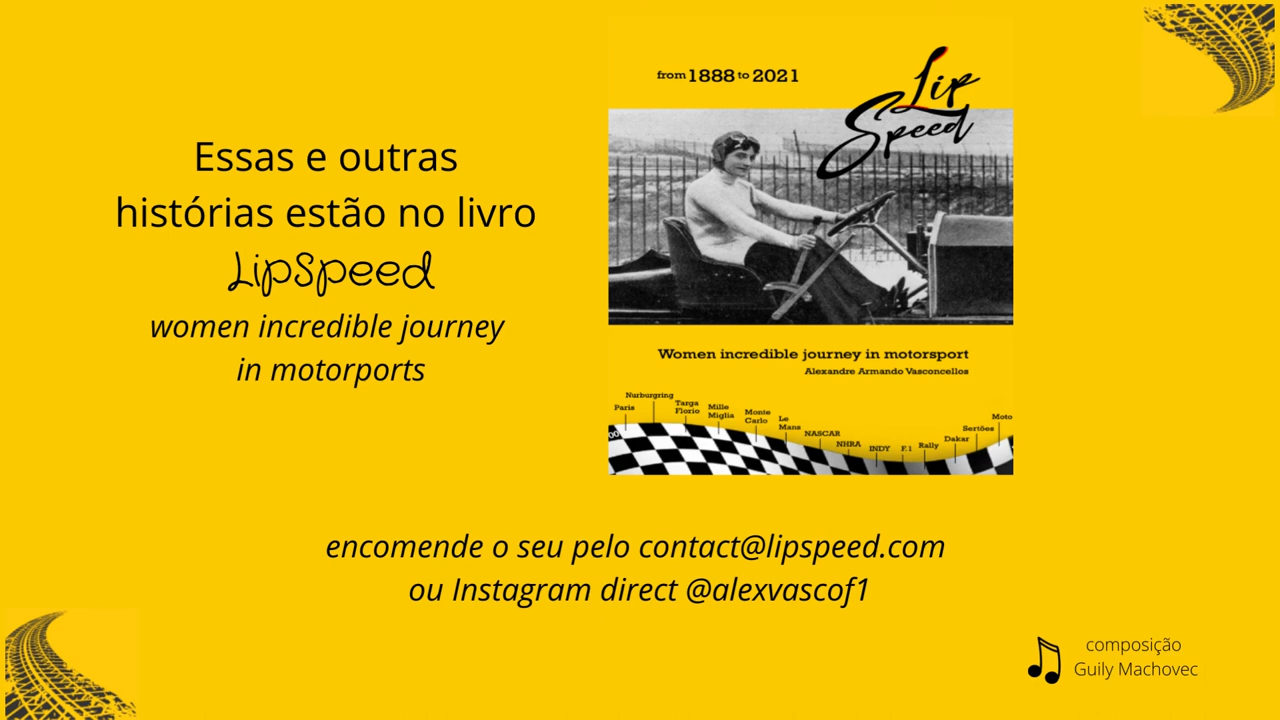 Essas e outras
histórias estão no livro
LipSpeed
women incredible journey
in motorports
from 1888 to 2021
Lip
Speed
Women incredible journey in motorsport
Alexandre Armando Vasconcellos
Paris
Nurburgring
Targa
Florio
Mille
Miglia
Monte
Carlo
Le
Mans
NASCAR
NHRA
INDY
F.1
Rally
Dakar
Sertões
Moto
encomende o seu pelo contact@lipspeed.com
ou Instagram direct @alexvascof1
composição
Guily Machovec